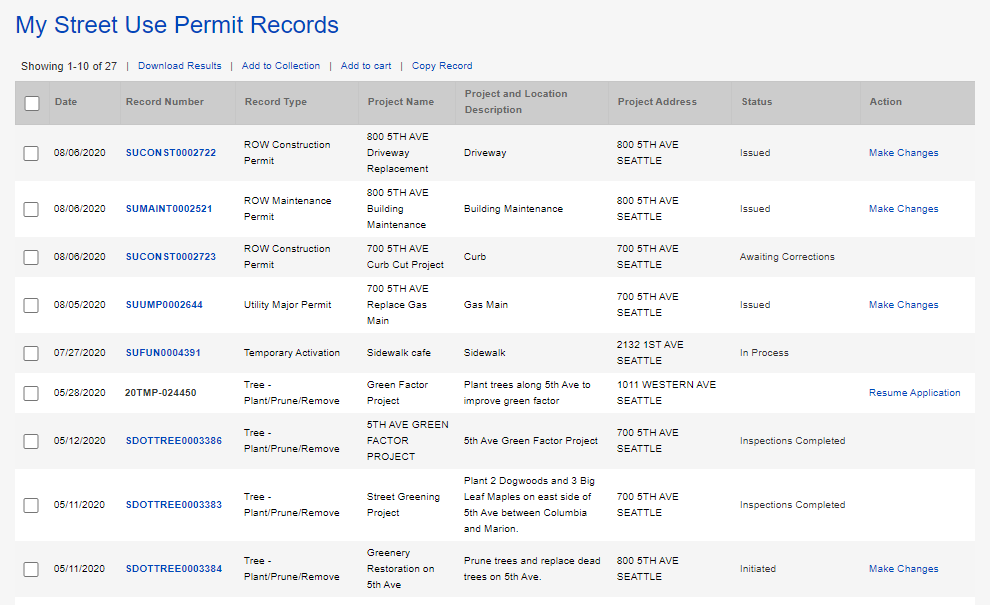 My Street Use Permit Records
Showing 1-10 of 27 | Download Results | Add to Collection | Add to cart | Copy Record
Date Record Number Record Type Project Name Project and Location Description Project Address Status Action
08/06/2020 SUCONST0002722 ROW Construction Permit 800 5TH AVE Driveway Replacement Driveway 800 5TH AVE SEATTLE Issued Make Changes
08/06/2020 SUMAINT0002521 ROW Maintenance Permit 800 5TH AVE Building Maintenance Building Maintenance 800 5TH AVE SEATTLE Issued Make Changes
08/06/2020 SUCONST0002723 ROW Construction Permit 700 5TH AVE Curb Cut Project Curb 700 5TH AVE SEATTLE Awaiting Corrections
08/05/2020 SUUMP0002644 Utility Major Permit 700 5TH AVE Replace Gas Main Gas Main 700 5TH AVE SEATTLE Issued Make Changes
07/27/2020 SUFUN0004391 Temporary Activation Sidewalk cafe Sidewalk 2132 1ST AVE SEATTLE In Process
05/28/2020 20TMP-024450 Tree - Plant/Prune/Remove Green Factor Project Plant trees along 5th Ave to improve green factor 1011 WESTERN AVE SEATTLE Resume Application
05/12/2020 SDOTTREE0003386 Tree - Plant/Prune/Remove 5TH AVE GREEN FACTOR PROJECT 5th Ave Green Factor Project 700 5TH AVE SEATTLE Inspections Completed
05/11/2020 SDOTTREE0003383 Tree - Plant/Prune/Remove Street Greening Project Plant 2 Dogwoods and 3 Big Leaf Maples on east side of 5th Ave between Columbia and Marion. 700 5TH AVE SEATTLE Inspections Completed
05/11/2020 SDOTTREE0003384 Tree - Plant/Prune/Remove Greenery Restoration on 5th Ave Prune trees and replace dead trees on 5th Ave. 800 5TH AVE SEATTLE Initiated Make Changes